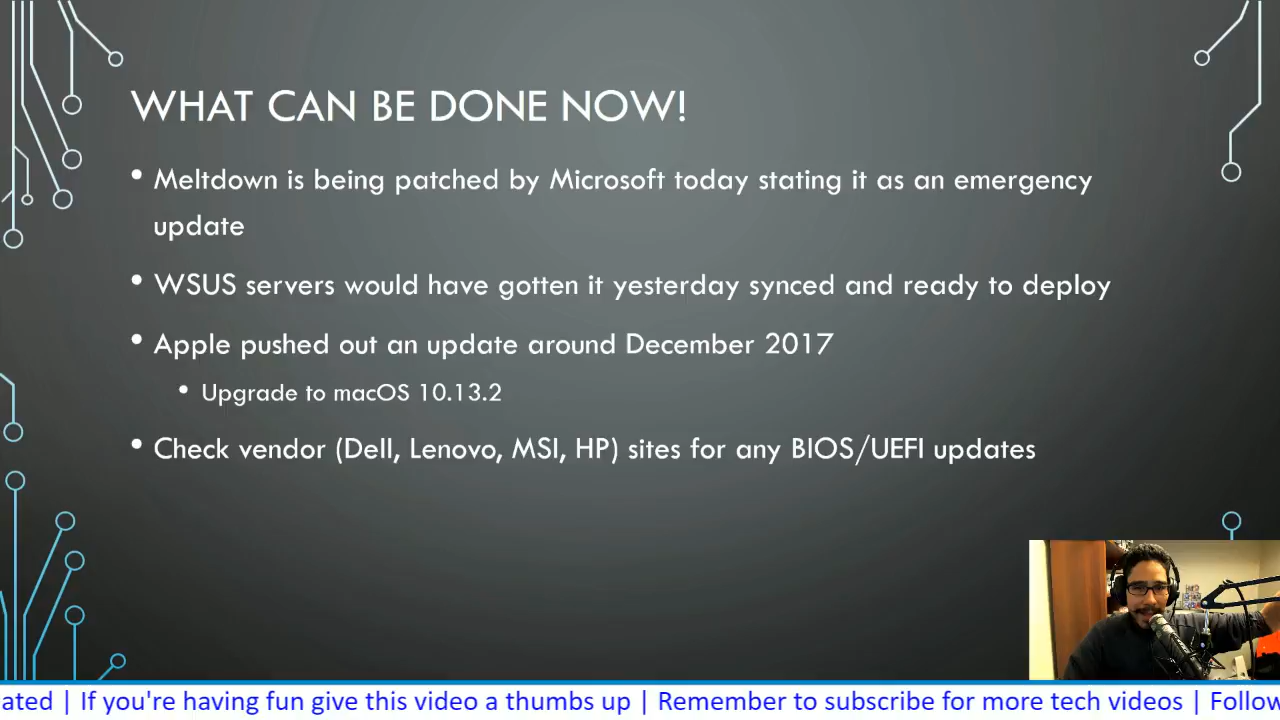 WHAT CAN BE DONE NOW!
• Meltdown is being patched by Microsoft today stating it as an emergency
update
• WSUS servers would have gotten it yesterday synced and ready to deploy
• Apple pushed out an update around December 2017
• Upgrade to macOS 10.13.2
• Check vendor (Dell, Lenovo, MSI, HP) sites for any BIOS/UEFI updates
ated | If you're having fun give this video a thumbs up | Remember to subscribe for more tech videos | Follow